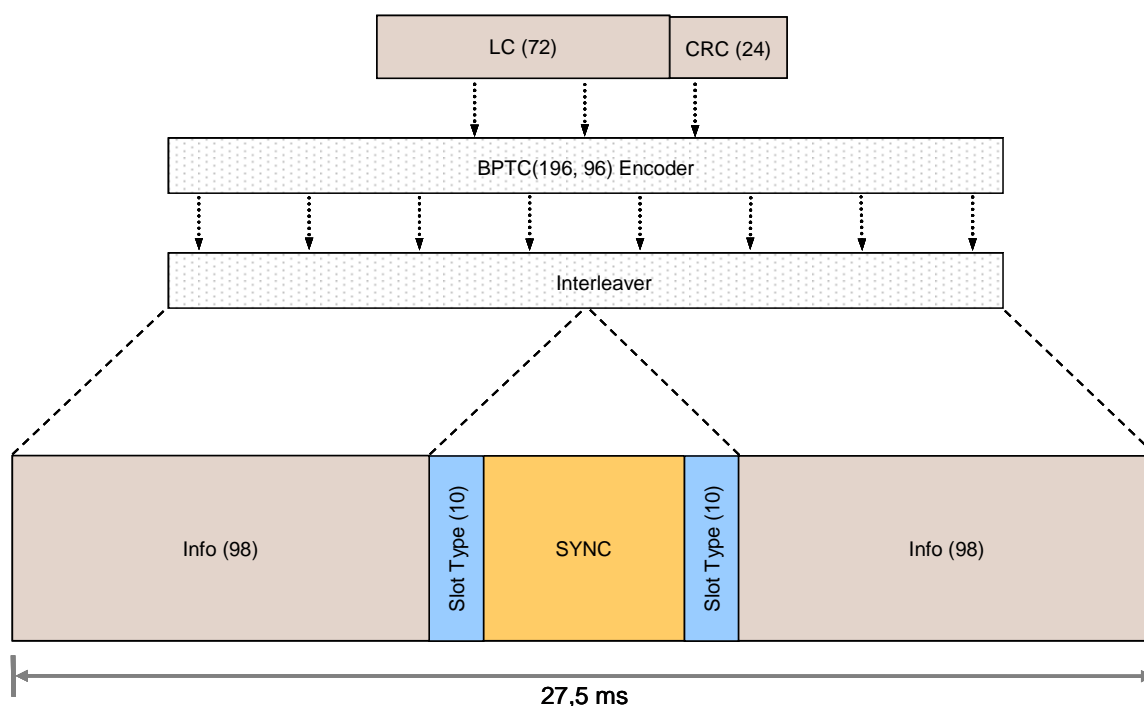 LC (72)
CRC (24)
BPTC(196, 96) Encoder
Interleaver
Info (98)
Slot Type (10)
SYNC
Slot Type (10)
Info (98)
27,5 ms